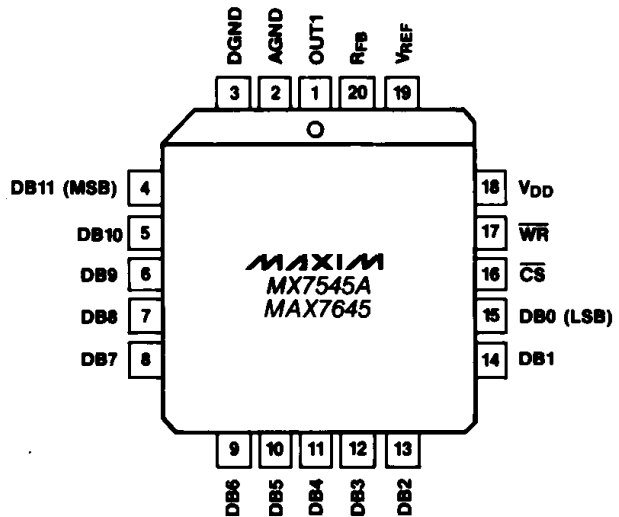 DGND AGND OUT1 RFB VREF
3 2 1 20 19
DB11 (MSB) 4
DB10 5
DB9 6
DB8 7
DB7 8
MAXIM
MX7545A
MAX7645
18 VDD
17 W̅R̅
16 C̅S̅
15 DB0 (LSB)
14 DB1
9 10 11 12 13
DB6 DB5 DB4 DB3 DB2